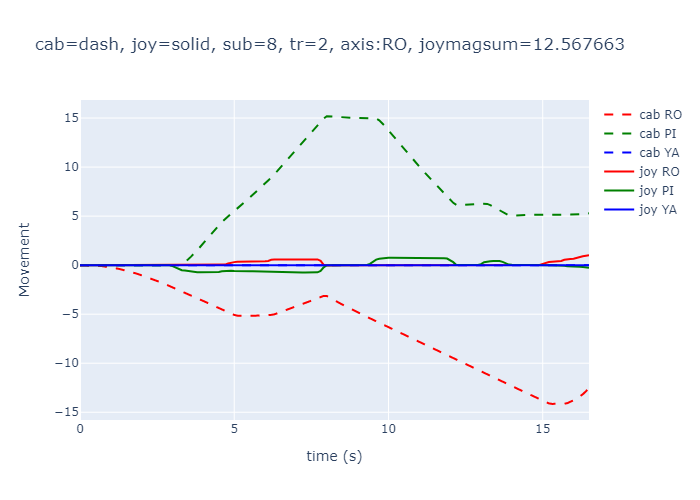 cab=dash, joy=solid, sub=8, tr=2, axis:RO, joymagsum=12.567663
cab RO
cab PI
cab YA
joy RO
joy PI
joy YA
Movement
15
10
5
0
−5
−10
−15
0
5
10
15
time (s)